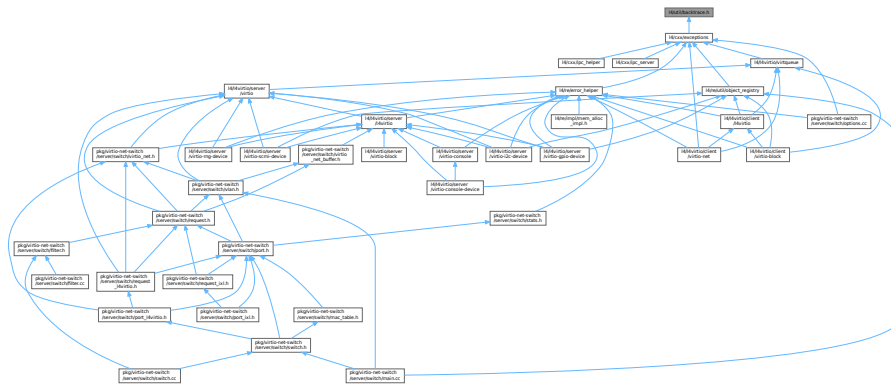 l4/util/backtrace.h
l4/cxx/exceptions
l4/cxx/ipc_helper
l4/cxx/ipc_server
l4/l4virtio/virtqueue
l4/l4virtio/server
/virtio
l4/re/error_helper
l4/re/util/object_registry
l4/l4virtio/server
/l4virtio
l4/re/impl/mem_alloc
_impl.h
l4/l4virtio/client
/l4virtio
pkg/virtio-net-switch
/server/switch/options.cc
pkg/virtio-net-switch
/server/switch/virtio_net.h
l4/l4virtio/server
/virtio-rng-device
l4/l4virtio/server
/virtio-scmi-device
pkg/virtio-net-switch
/server/switch/virtio
_net_buffer.h
l4/l4virtio/server
/virtio-block
l4/l4virtio/server
/virtio-console
l4/l4virtio/server
/virtio-i2c-device
l4/l4virtio/server
/virtio-gpio-device
l4/l4virtio/client
/virtio-net
l4/l4virtio/client
/virtio-block
pkg/virtio-net-switch
/server/switch/vlan.h
l4/l4virtio/server
/virtio-console-device
pkg/virtio-net-switch
/server/switch/request.h
pkg/virtio-net-switch
/server/switch/stats.h
pkg/virtio-net-switch
/server/switch/filter.h
pkg/virtio-net-switch
/server/switch/port.h
pkg/virtio-net-switch
/server/switch/filter.cc
pkg/virtio-net-switch
/server/switch/request
_l4virtio.h
pkg/virtio-net-switch
/server/switch/request_ixl.h
pkg/virtio-net-switch
/server/switch/port_l4virtio.h
pkg/virtio-net-switch
/server/switch/port_ixl.h
pkg/virtio-net-switch
/server/switch/mac_table.h
pkg/virtio-net-switch
/server/switch/switch.h
pkg/virtio-net-switch
/server/switch/switch.cc
pkg/virtio-net-switch
/server/switch/main.cc